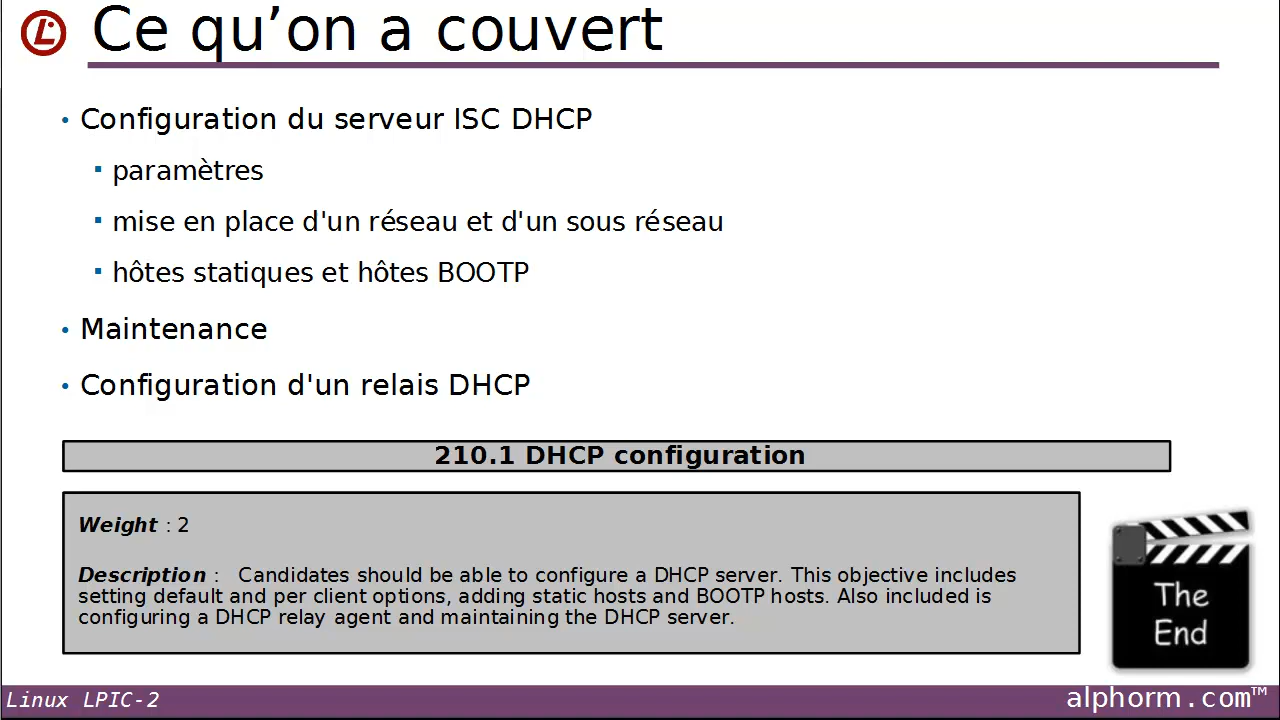 Ce qu’on a couvert
• Configuration du serveur ISC DHCP
▪ paramètres
▪ mise en place d'un réseau et d'un sous réseau
▪ hôtes statiques et hôtes BOOTP
• Maintenance
• Configuration d'un relais DHCP
210.1 DHCP configuration
Weight : 2
Description : Candidates should be able to configure a DHCP server. This objective includes
setting default and per client options, adding static hosts and BOOTP hosts. Also included is
configuring a DHCP relay agent and maintaining the DHCP server.
The
End
Linux LPIC-2
alphorm.com™